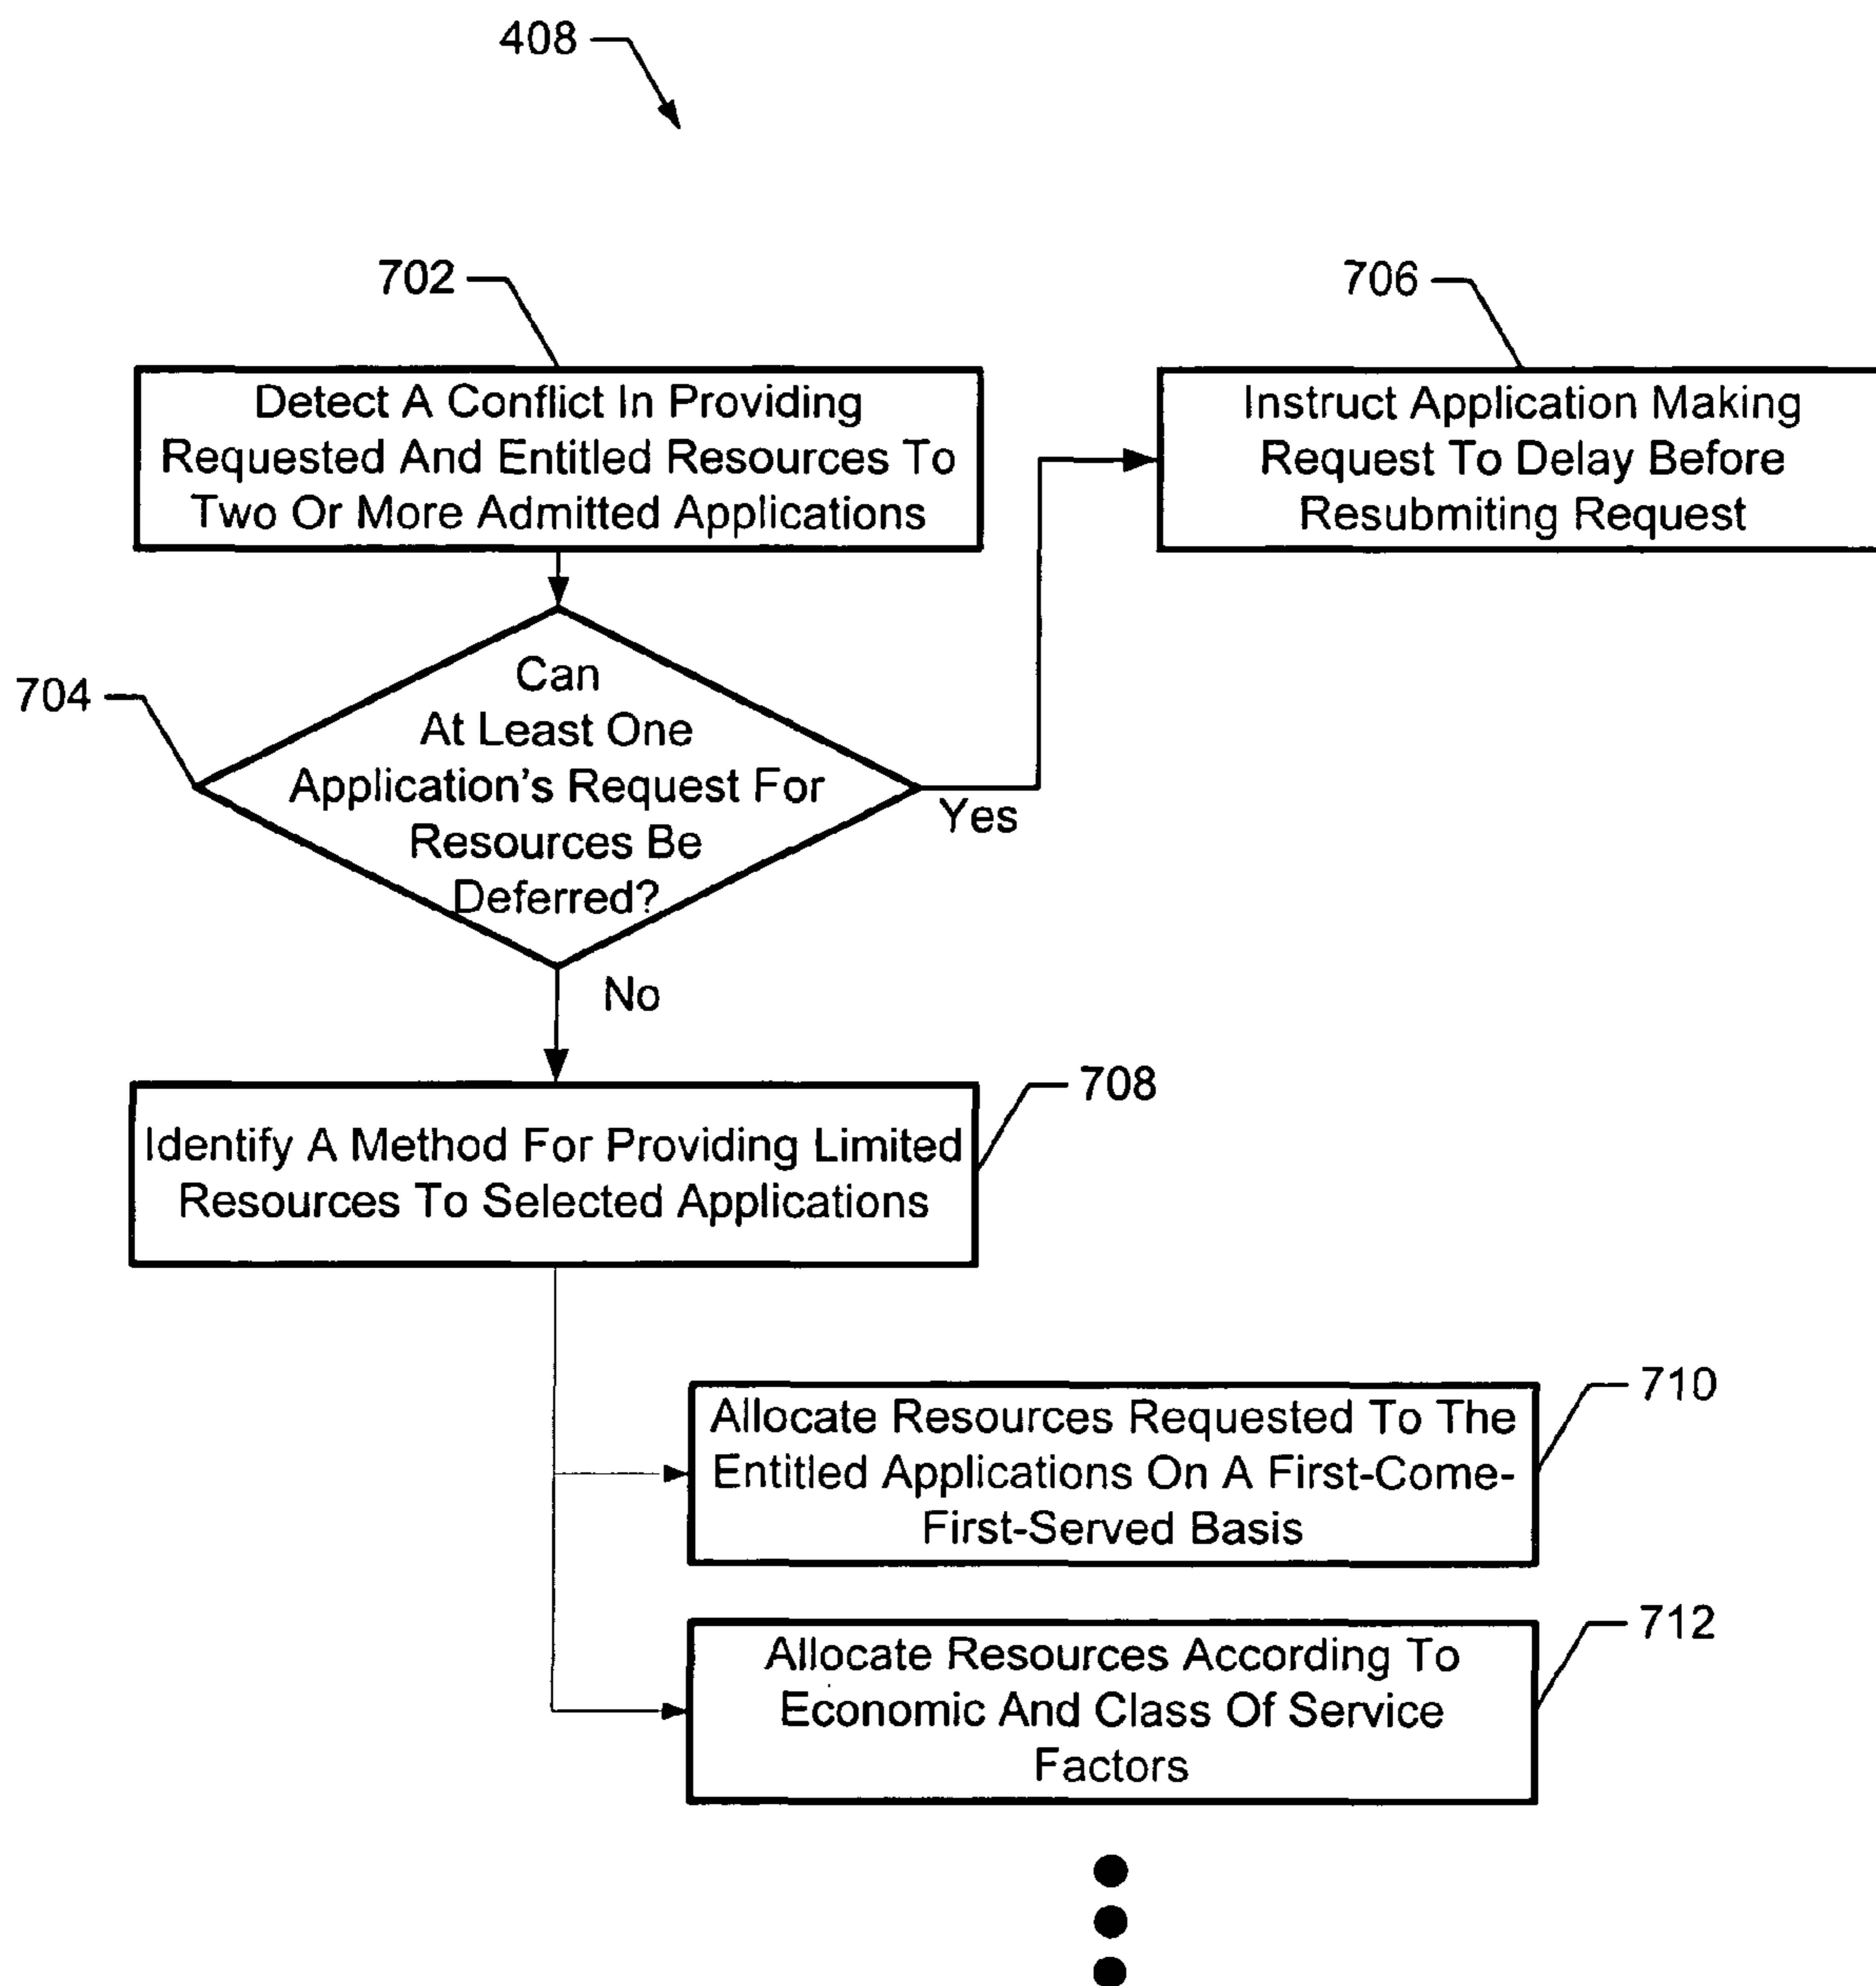 408
702
Detect A Conflict In Providing
Requested And Entitled Resources To
Two Or More Admitted Applications
706
Instruct Application Making
Request To Delay Before
Resubmiting Request
704
Can
At Least One
Application's Request For
Resources Be
Deferred?
Yes
No
708
Identify A Method For Providing Limited
Resources To Selected Applications
710
Allocate Resources Requested To The
Entitled Applications On A First-Come-
First-Served Basis
712
Allocate Resources According To
Economic And Class Of Service
Factors